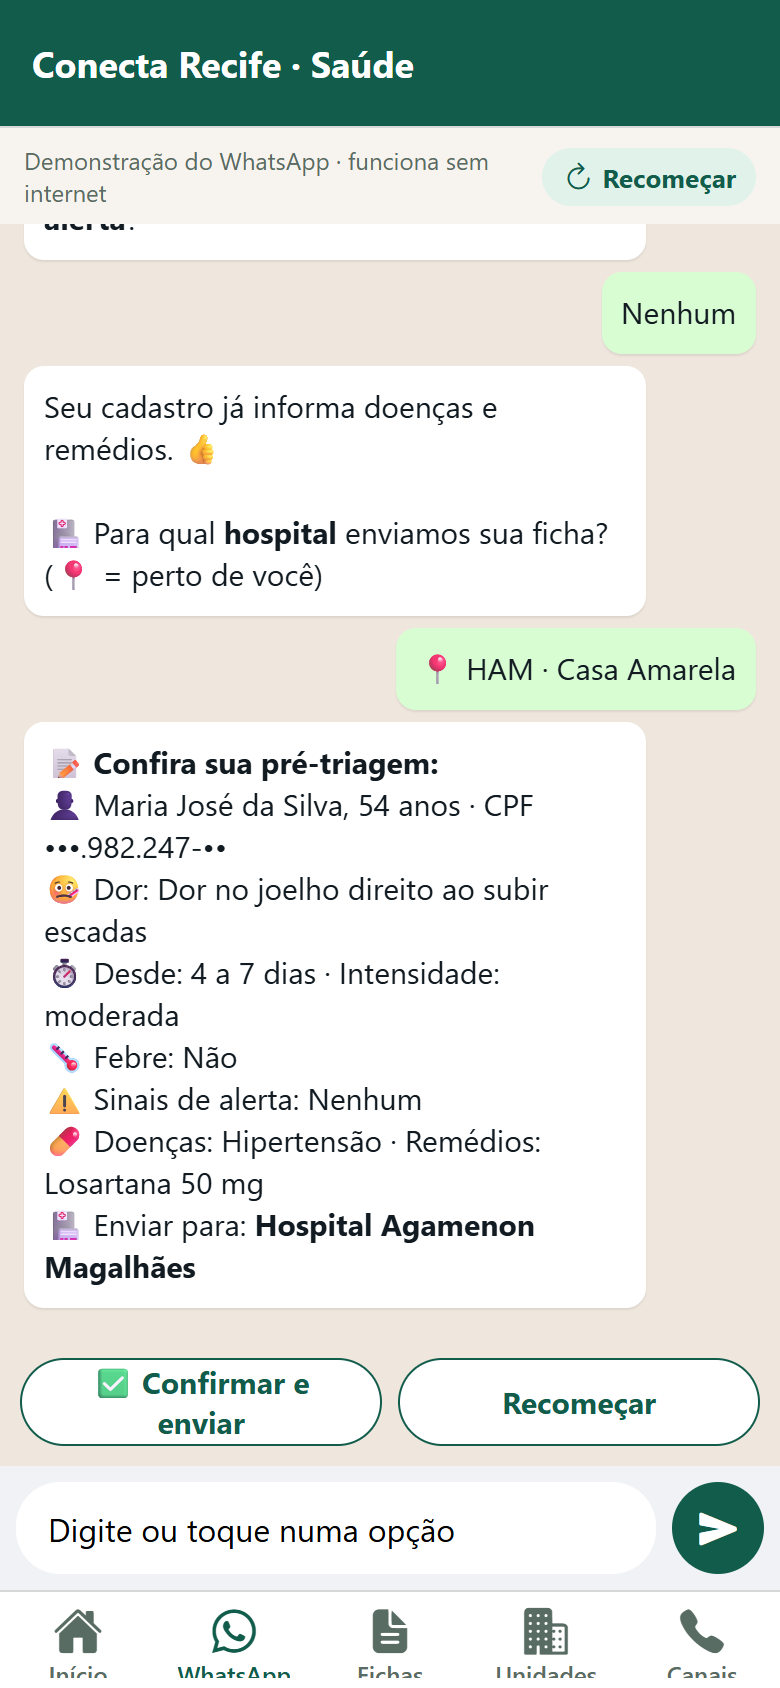 Conecta Recife · Saúde
Demonstração do WhatsApp · funciona sem
internet
Recomeçar
alerta?
Nenhum
Seu cadastro já informa doenças e
remédios. 👍
🏥 Para qual hospital enviamos sua ficha?
(📍 = perto de você)
📍 HAM · Casa Amarela
📝 Confira sua pré-triagem:
👤 Maria José da Silva, 54 anos · CPF
•••.982.247-••
🤒 Dor: Dor no joelho direito ao subir
escadas
⏱️ Desde: 4 a 7 dias · Intensidade:
moderada
🌡️ Febre: Não
⚠️ Sinais de alerta: Nenhum
💊 Doenças: Hipertensão · Remédios:
Losartana 50 mg
🏥 Enviar para: Hospital Agamenon
Magalhães
✅ Confirmar e
enviar
Recomeçar
Digite ou toque numa opção
Início
WhatsApp
Fichas
Unidades
Canais